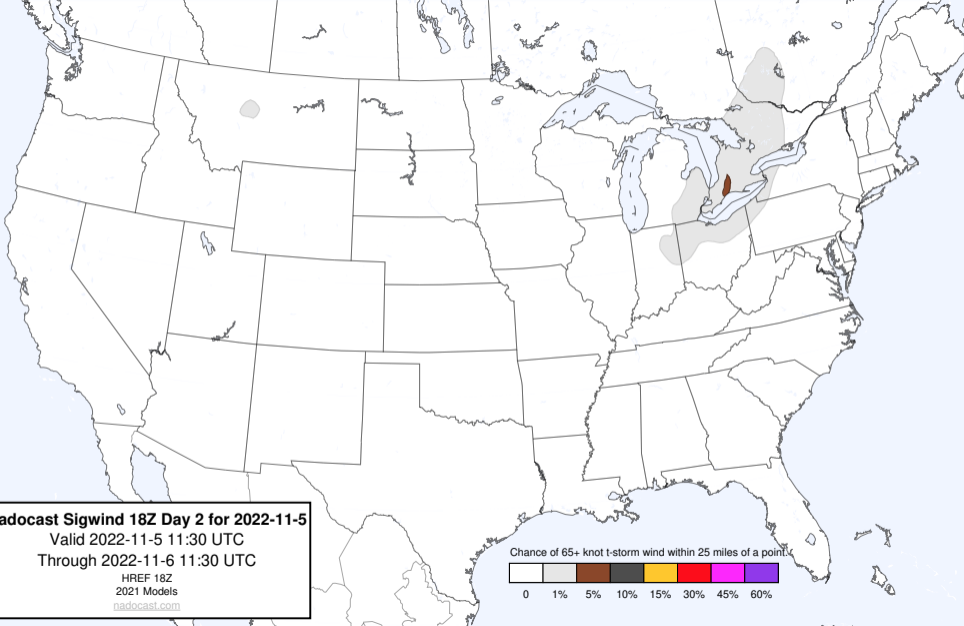 adocast Sigwind 18Z Day 2 for 2022-11-5
Valid 2022-11-5 11:30 UTC
Through 2022-11-6 11:30 UTC
HREF 18Z
2021 Models
nadocast.com
Chance of 65+ knot t-storm wind within 25 miles of a point.
0 1% 5% 10% 15% 30% 45% 60%